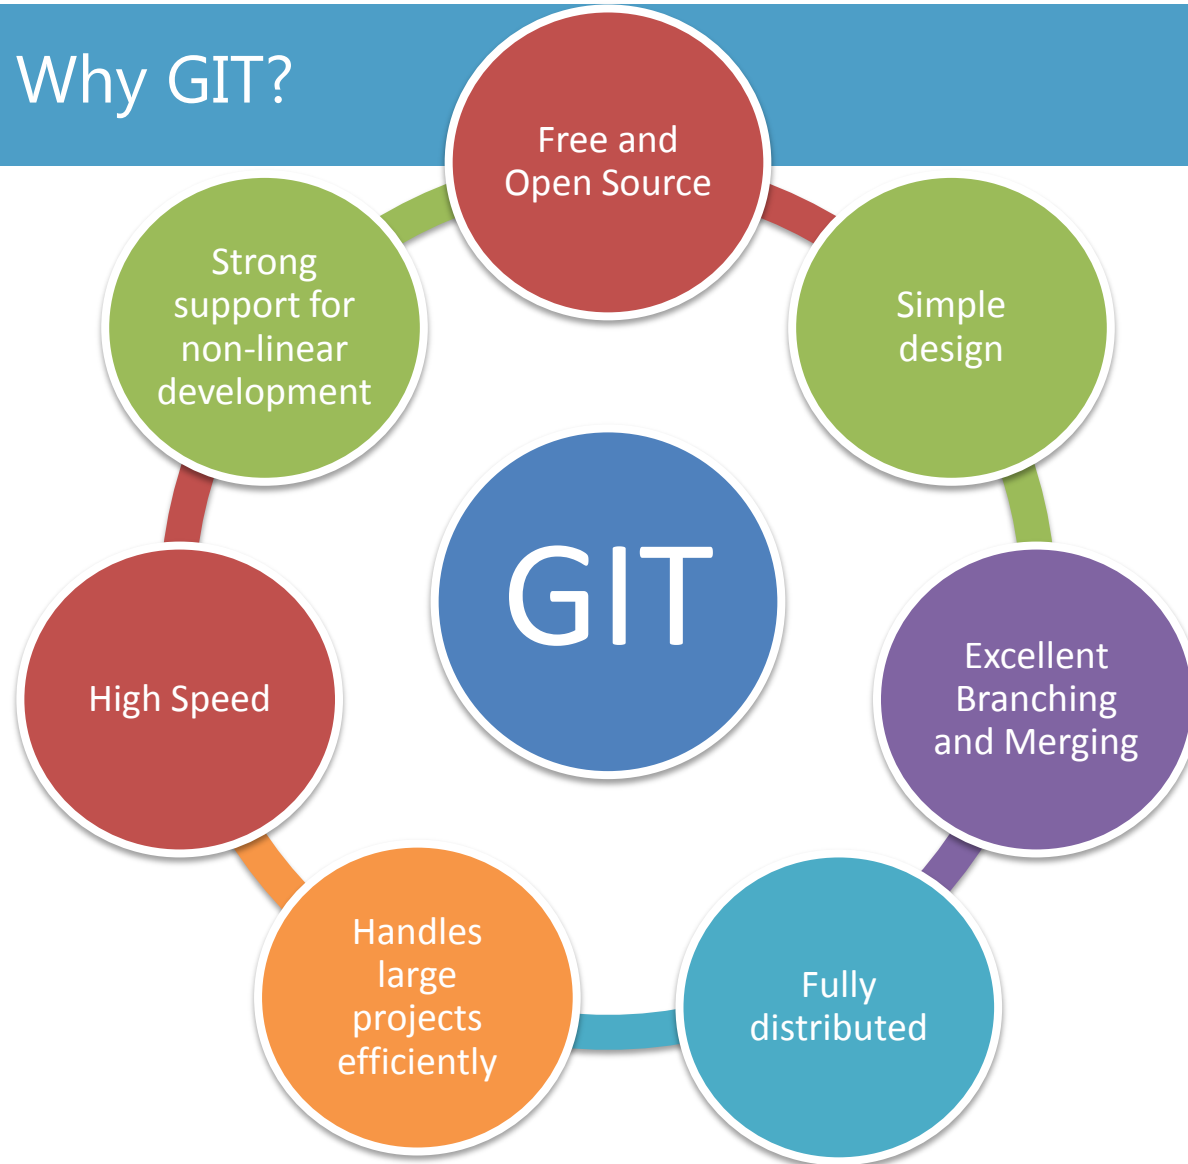 Why GIT?
Free and
Open Source
Simple
design
Excellent
Branching
and Merging
Fully
distributed
Handles
large
projects
efficiently
High Speed
Strong
support for
non-linear
development
GIT